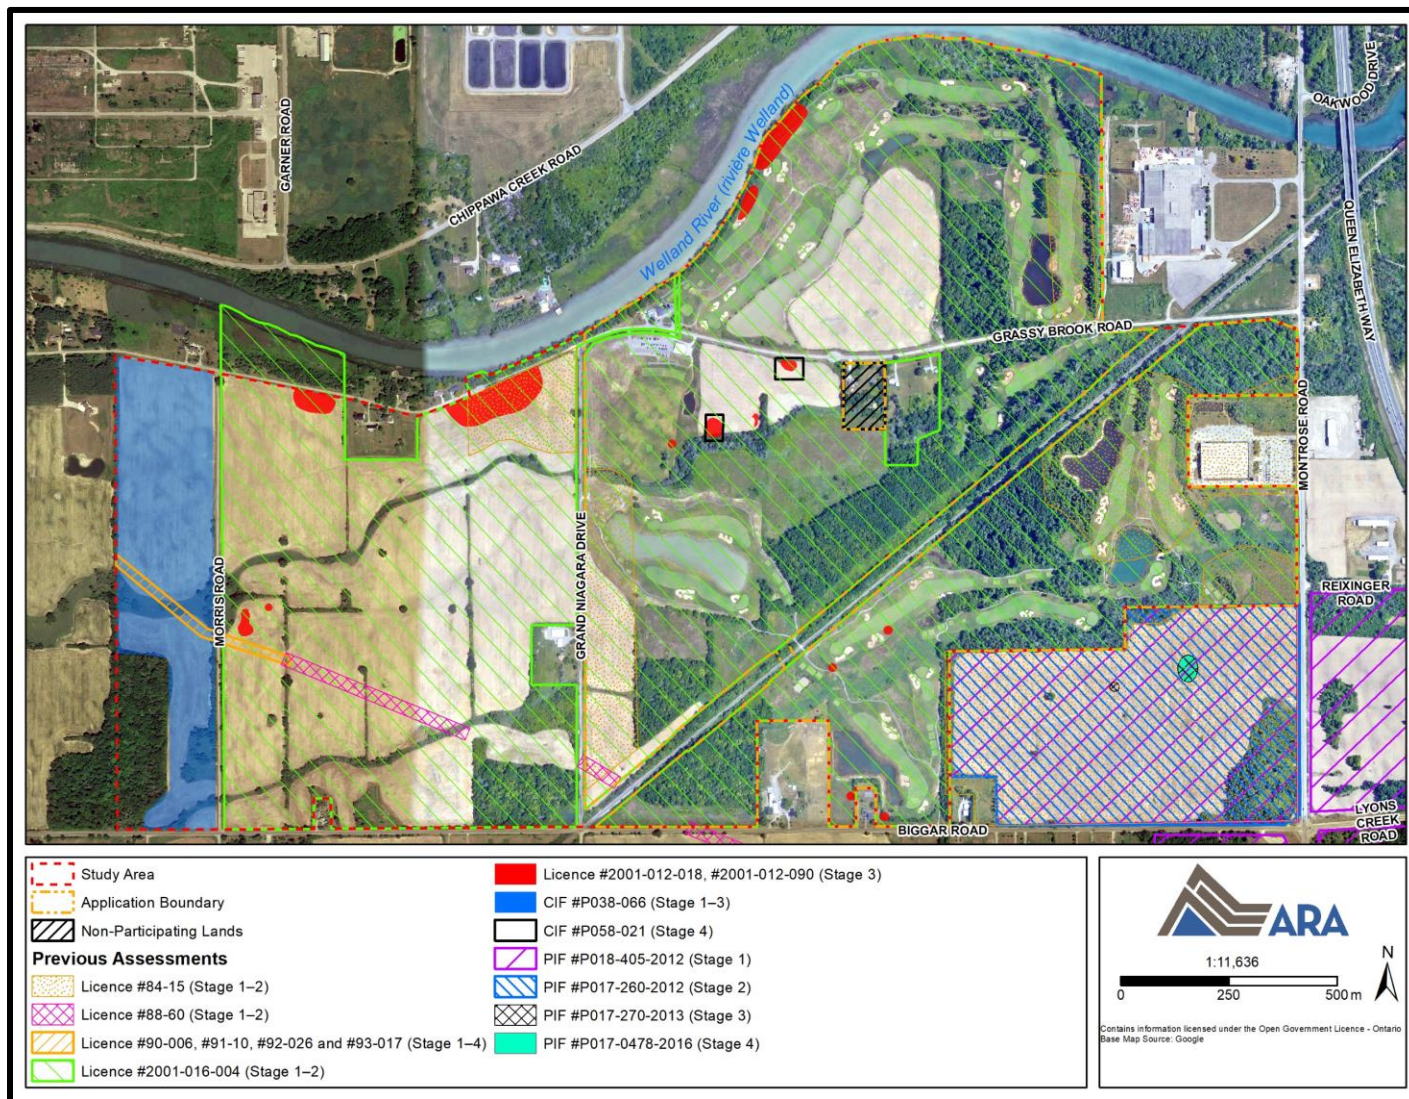 OAKWOOD DRIVE
GARNER ROAD
CHIPPAWA CREEK ROAD
Welland River (rivière Welland)
QUEEN ELIZABETH WAY
GRASSY BROOK ROAD
MONTROSE ROAD
GRAND NIAGARA DRIVE
MORRIS ROAD
REIXINGER
ROAD
LYONS
CREEK
ROAD
BIGGAR ROAD
Study Area
Application Boundary
Non-Participating Lands
Previous Assessments
Licence #84-15 (Stage 1–2)
Licence #88-60 (Stage 1–2)
Licence #90-006, #91-10, #92-026 and #93-017 (Stage 1–4)
Licence #2001-016-004 (Stage 1–2)
Licence #2001-012-018, #2001-012-090 (Stage 3)
CIF #P038-066 (Stage 1–3)
CIF #P058-021 (Stage 4)
PIF #P018-405-2012 (Stage 1)
PIF #P017-260-2012 (Stage 2)
PIF #P017-270-2013 (Stage 3)
PIF #P017-0478-2016 (Stage 4)
ARA
1:11,636
N
0 250 500 m
Contains information licensed under the Open Government Licence - Ontario
Base Map Source: Google